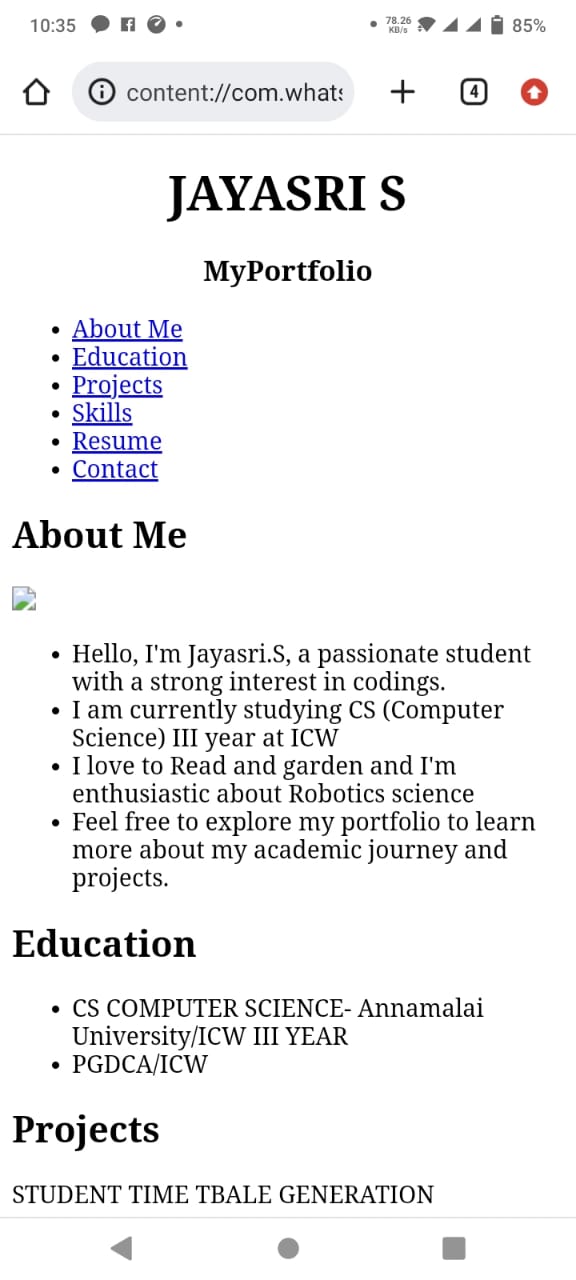 10:35
78.26
KB/s
85%
content://com.whats
4
JAYASRI S
MyPortfolio
• About Me
• Education
• Projects
• Skills
• Resume
• Contact
About Me
• Hello, I'm Jayasri.S, a passionate student
with a strong interest in codings.
• I am currently studying CS (Computer
Science) III year at ICW
• I love to Read and garden and I'm
enthusiastic about Robotics science
• Feel free to explore my portfolio to learn
more about my academic journey and
projects.
Education
• CS COMPUTER SCIENCE- Annamalai
University/ICW III YEAR
• PGDCA/ICW
Projects
STUDENT TIME TBALE GENERATION